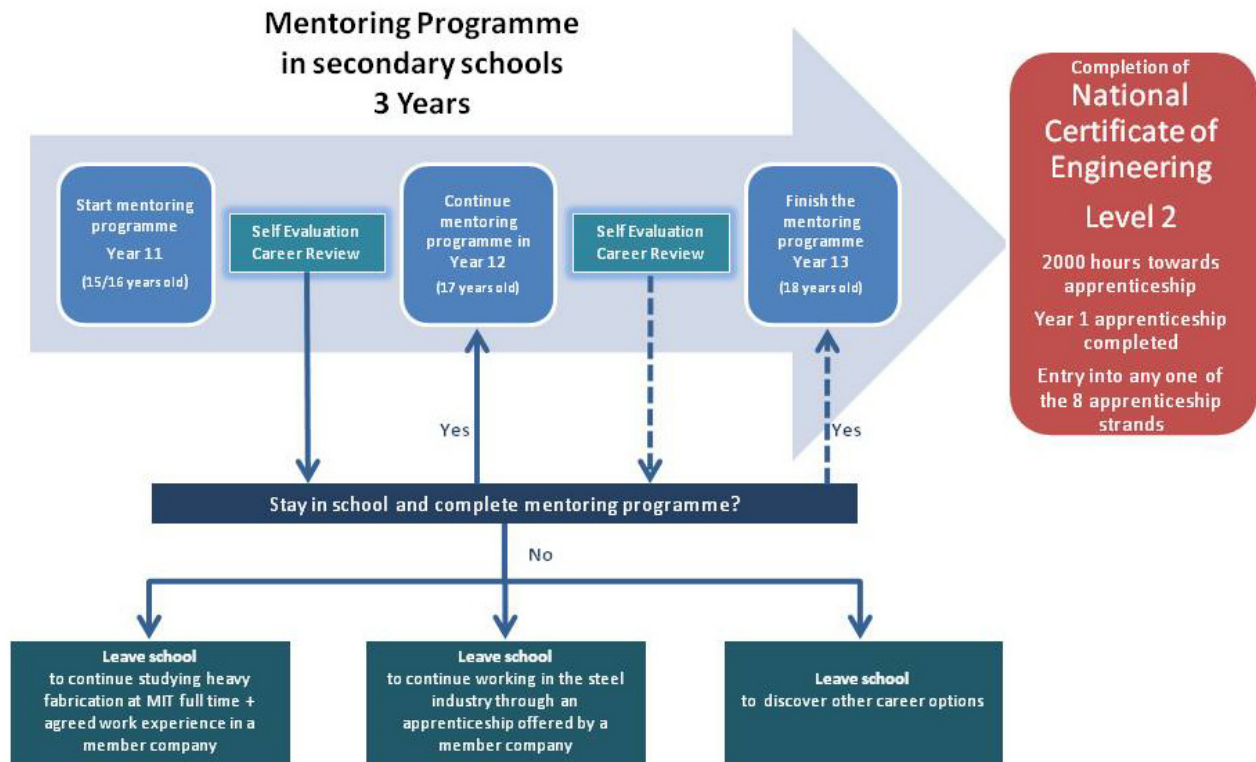 Mentoring Programme
in secondary schools
3 Years
Start mentoring
programme
Year 11
(15/16 years old)
Self Evaluation
Career Review
Continue
mentoring
programme in
Year 12
(17 years old)
Self Evaluation
Career Review
Finish the
mentoring
programme
Year 13
(18 years old)
Completion of
National
Certificate of
Engineering
Level 2
2000 hours towards
apprenticeship
Year 1 apprenticeship
completed
Entry into any one of
the 8 apprenticeship
strands
Yes
Yes
Stay in school and complete mentoring programme?
No
Leave school
to continue studying heavy
fabrication at MIT full time +
agreed work experience in a
member company
Leave school
to continue working in the steel
industry through an
apprenticeship offered by a
member company
Leave school
to discover other career options